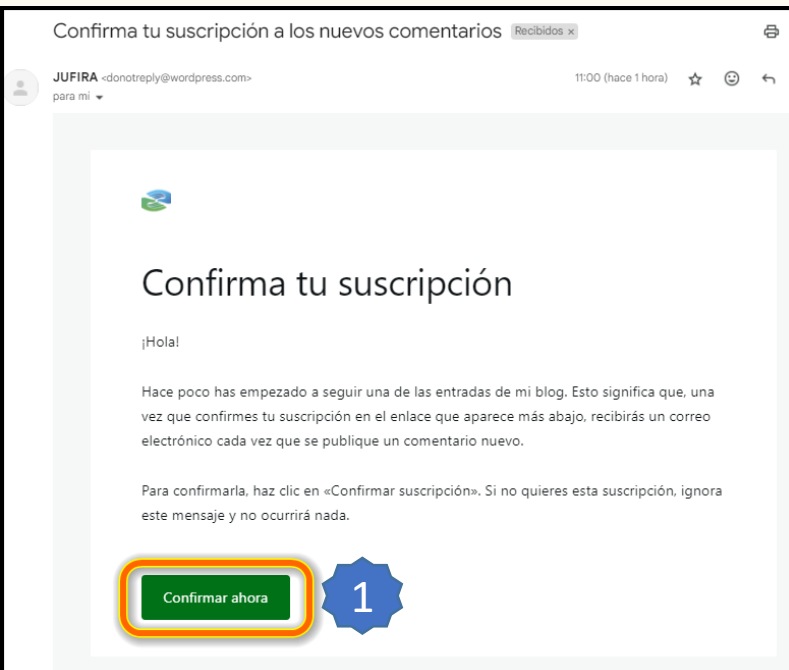 Confirma tu suscripción a los nuevos comentarios Recibidos ×
JUFIRA <donotreply@wordpress.com> 11:00 (hace 1 hora)
para mí
Confirma tu suscripción
¡Hola!
Hace poco has empezado a seguir una de las entradas de mi blog. Esto significa que, una
vez que confirmes tu suscripción en el enlace que aparece más abajo, recibirás un correo
electrónico cada vez que se publique un comentario nuevo.
Para confirmarla, haz clic en «Confirmar suscripción». Si no quieres esta suscripción, ignora
este mensaje y no ocurrirá nada.
Confirmar ahora 1